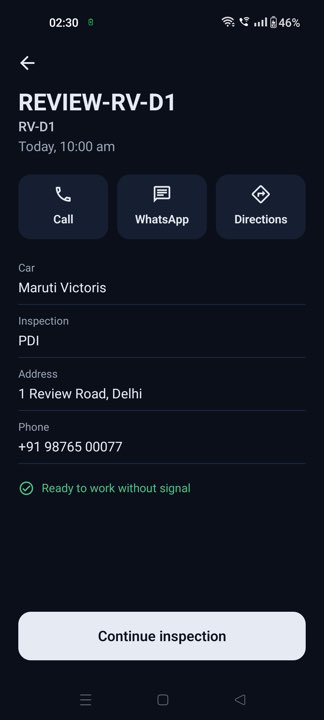 02:30
46%
REVIEW-RV-D1
RV-D1
Today, 10:00 am
Call
WhatsApp
Directions
Car
Maruti Victoris
Inspection
PDI
Address
1 Review Road, Delhi
Phone
+91 98765 00077
Ready to work without signal
Continue inspection